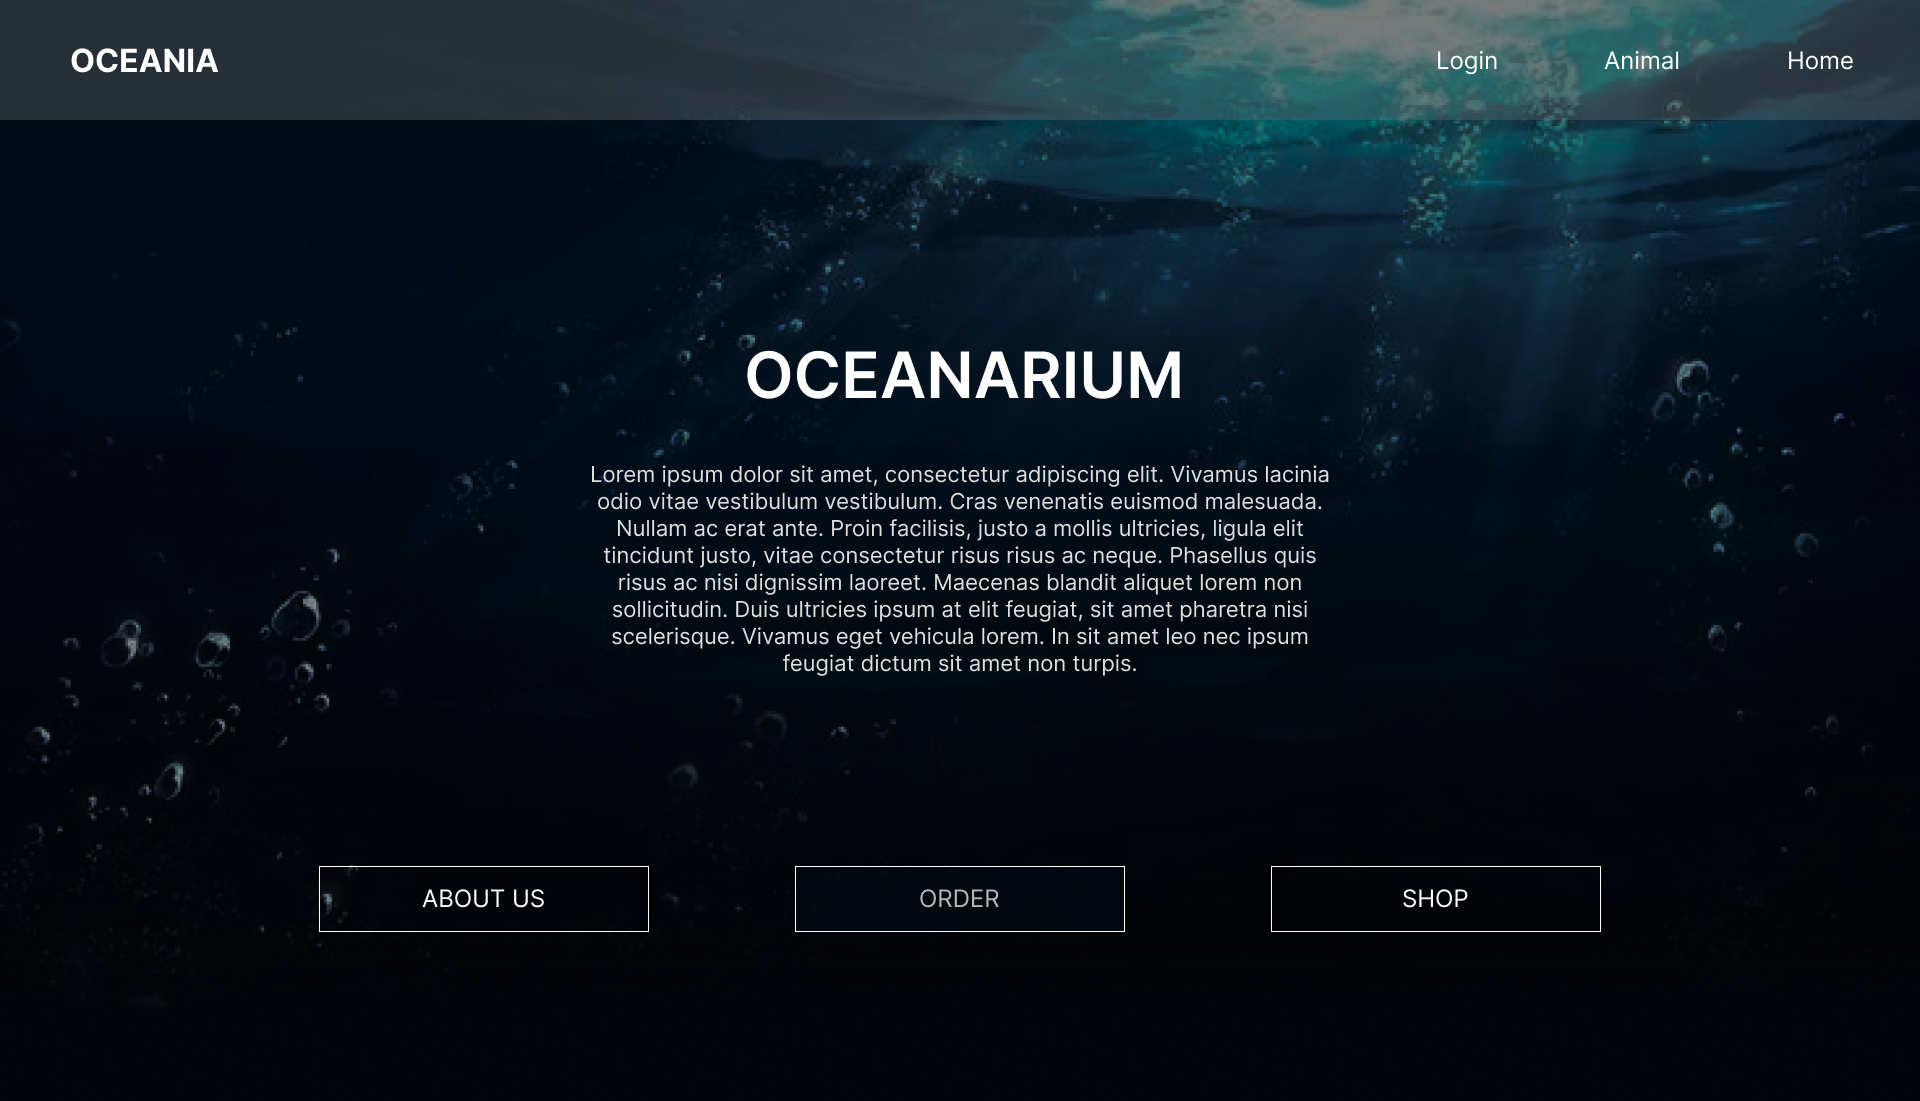 OCEANIA
Login
Animal
Home
OCEANARIUM
Lorem ipsum dolor sit amet, consectetur adipiscing elit. Vivamus lacinia
odio vitae vestibulum vestibulum. Cras venenatis euismod malesuada.
Nullam ac erat ante. Proin facilisis, justo a mollis ultricies, ligula elit
tincidunt justo, vitae consectetur risus risus ac neque. Phasellus quis
risus ac nisi dignissim laoreet. Maecenas blandit aliquet lorem non
sollicitudin. Duis ultricies ipsum at elit feugiat, sit amet pharetra nisi
scelerisque. Vivamus eget vehicula lorem. In sit amet leo nec ipsum
feugiat dictum sit amet non turpis.
ABOUT US
ORDER
SHOP